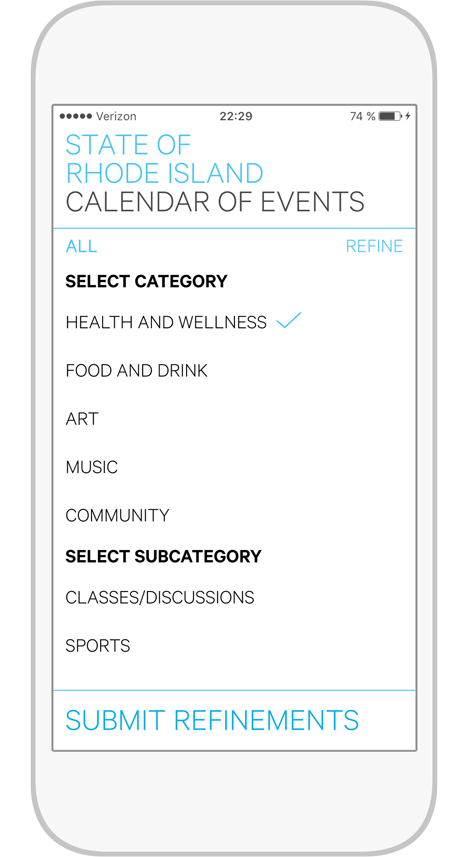 Verizon 22:29 74 %
STATE OF
RHODE ISLAND
CALENDAR OF EVENTS
ALL REFINE
SELECT CATEGORY
HEALTH AND WELLNESS
FOOD AND DRINK
ART
MUSIC
COMMUNITY
SELECT SUBCATEGORY
CLASSES/DISCUSSIONS
SPORTS
SUBMIT REFINEMENTS